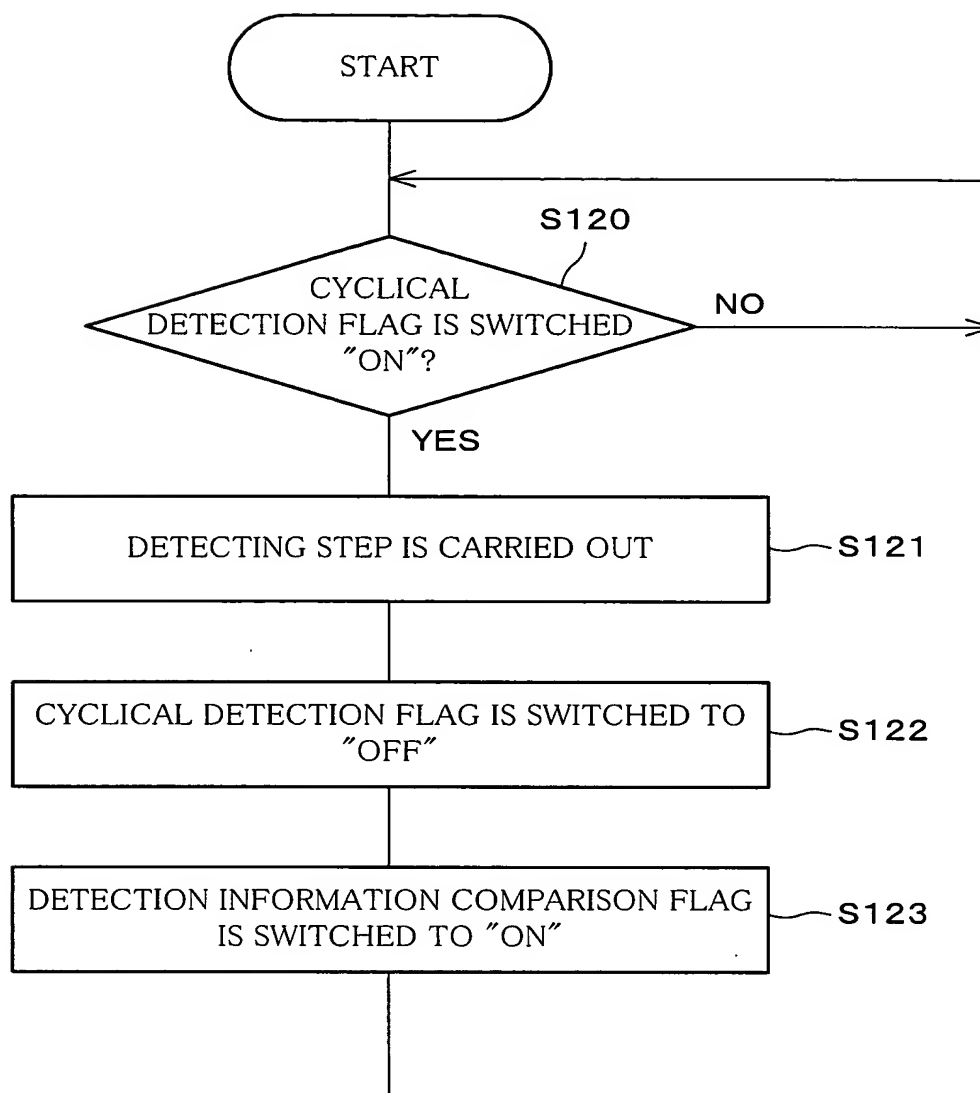 START
S120
CYCLICAL
DETECTION FLAG IS SWITCHED
"ON"?
NO
YES
DETECTING STEP IS CARRIED OUT
S121
CYCLICAL DETECTION FLAG IS SWITCHED TO
"OFF"
S122
DETECTION INFORMATION COMPARISON FLAG
IS SWITCHED TO "ON"
S123